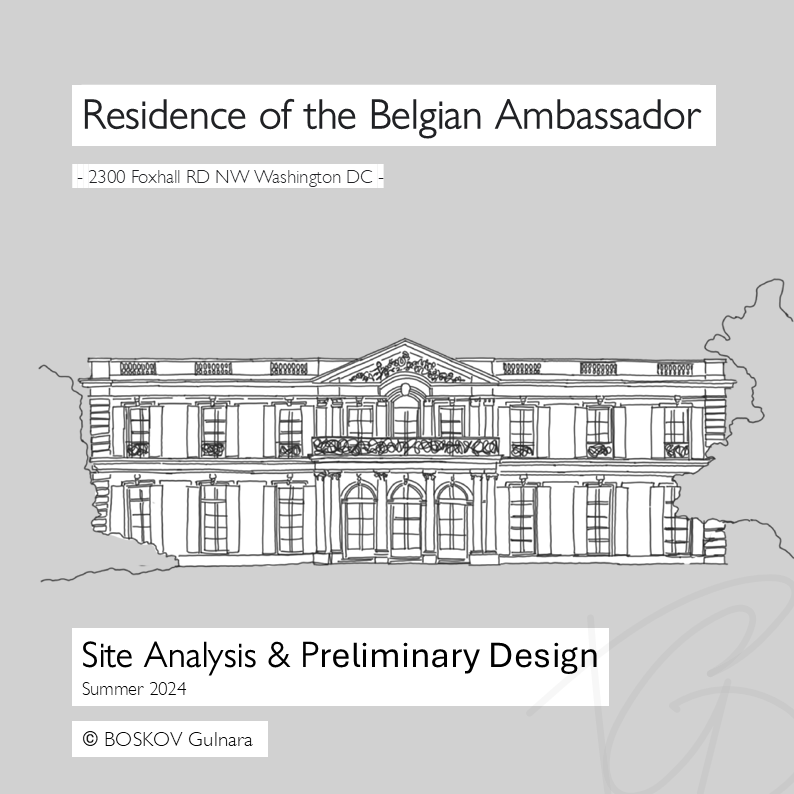 Residence of the Belgian Ambassador
- 2300 Foxhall RD NW Washington DC -
Site Analysis & Preliminary Design
Summer 2024
© BOSKOV Gulnara